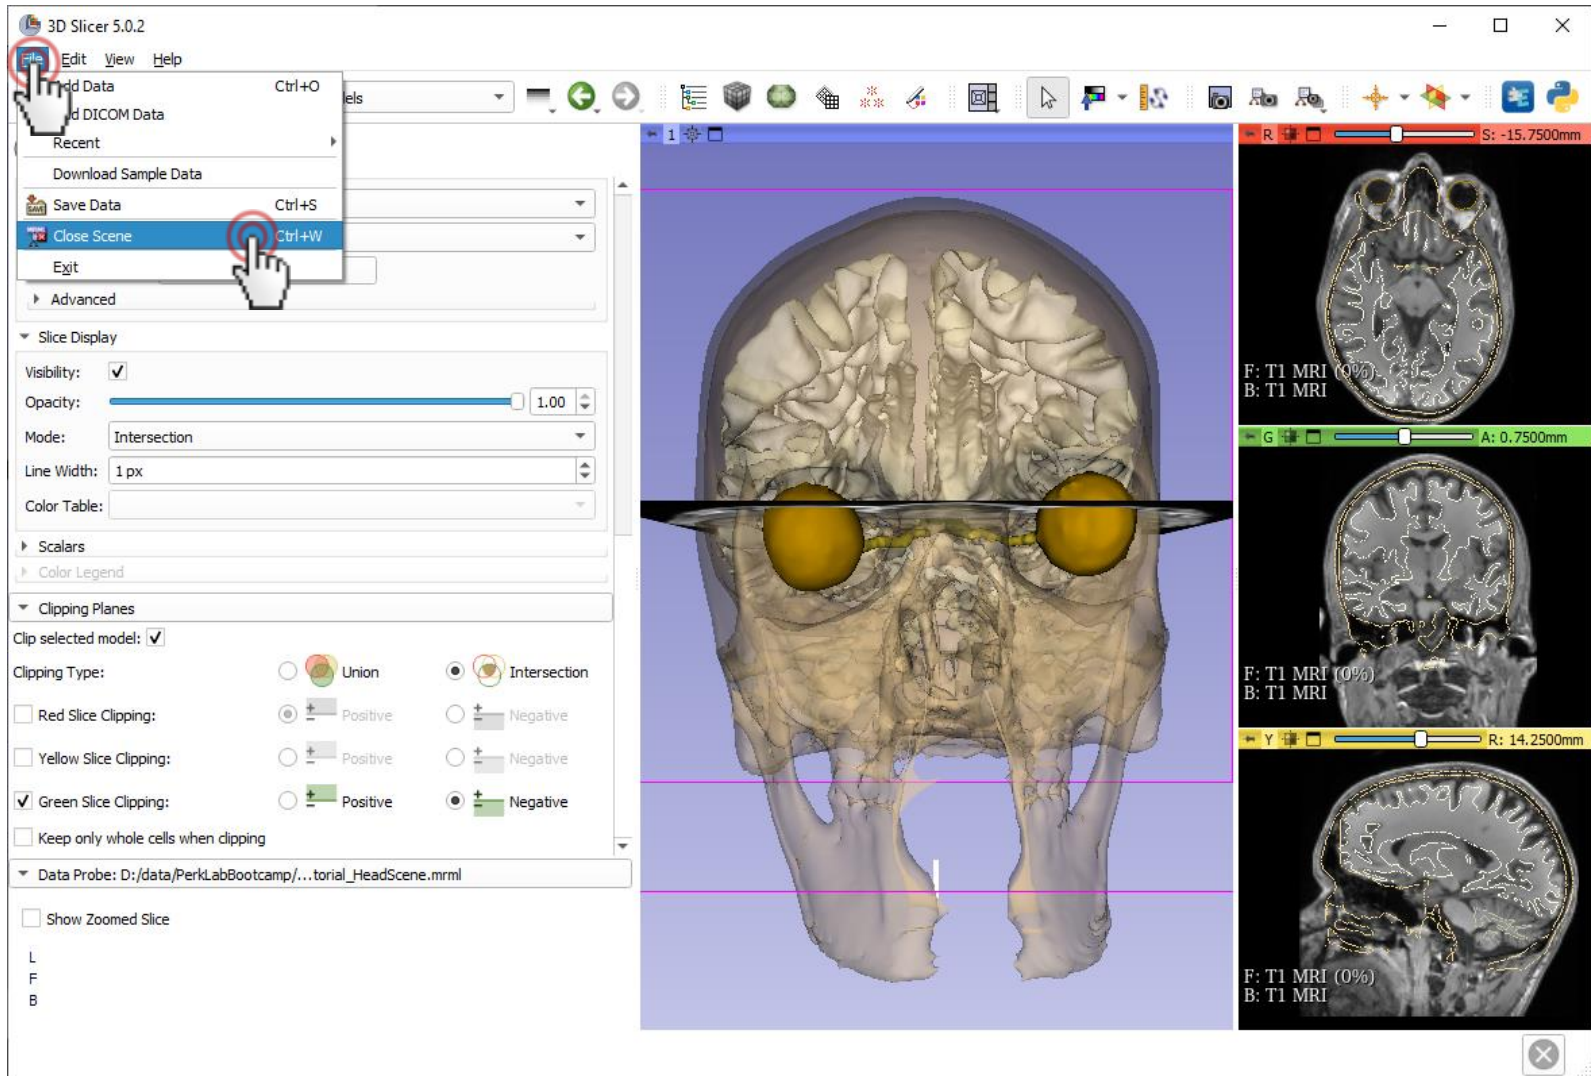 3D Slicer 5.0.2
File Edit View Help
Add Data Ctrl+O
DICOM Data
Recent
Download Sample Data
Save Data Ctrl+S
Close Scene Ctrl+W
Exit
Advanced
Slice Display
Visibility:
Opacity: 1.00
Mode: Intersection
Line Width: 1 px
Color Table:
Scalars
Color Legend
Clipping Planes
Clip selected model:
Clipping Type: Union Intersection
Red Slice Clipping: Positive Negative
Yellow Slice Clipping: Positive Negative
Green Slice Clipping: Positive Negative
Keep only whole cells when clipping
Data Probe: D:/data/PerkLabBootcamp/...torial_HeadScene.mrml
Show Zoomed Slice
L
F
B
1
R S: -15.7500mm
F: T1 MRI (0%)
B: T1 MRI
G A: 0.7500mm
F: T1 MRI (0%)
B: T1 MRI
Y R: 14.2500mm
F: T1 MRI (0%)
B: T1 MRI